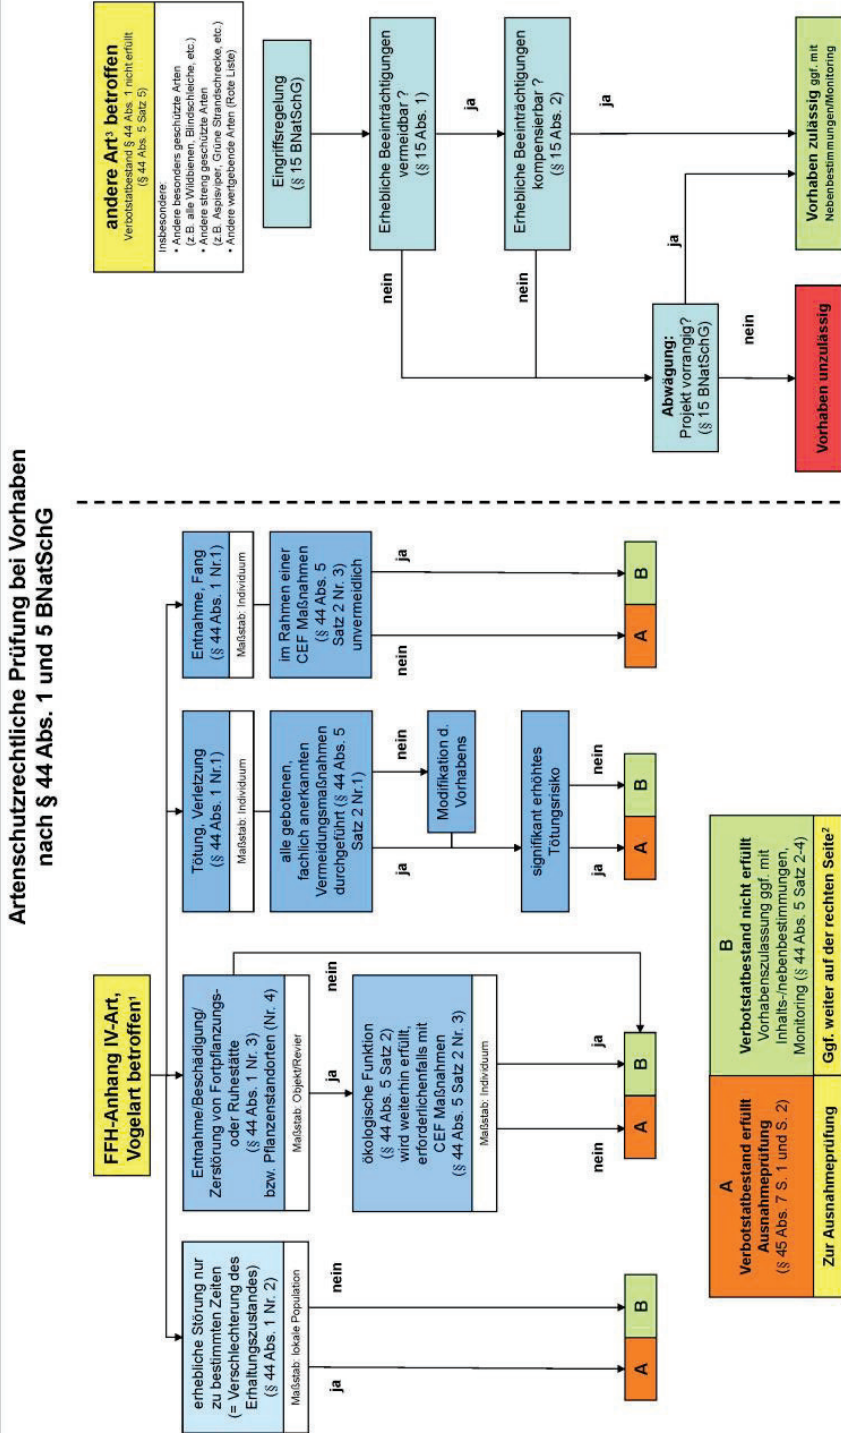 Artenschutzrechtliche Prüfung bei Vorhaben
nach § 44 Abs. 1 und 5 BNatSchG
FFH-Anhang IV-Art,
Vogelart betroffen¹
erhebliche Störung nur
zu bestimmten Zeiten
(= Verschlechterung des
Erhaltungszustandes)
(§ 44 Abs. 1 Nr. 2)
Maßstab: lokale Population
ja
nein
A
B
Entnahme/Beschädigung/
Zerstörung von Fortpflanzungs-
oder Ruhestätte
(§ 44 Abs. 1 Nr. 3)
bzw. Pflanzenstandorten (Nr. 4)
Maßstab: Objekt/Revier
ja
nein
ökologische Funktion
(§ 44 Abs. 5 Satz 2)
wird weiterhin erfüllt,
erforderlichenfalls mit
CEF Maßnahmen
(§ 44 Abs. 5 Satz 2 Nr. 3)
Maßstab: Individuum
nein
ja
A
B
Tötung, Verletzung
(§ 44 Abs. 1 Nr.1)
Maßstab: Individuum
alle gebotenen,
fachlich anerkannten
Vermeidungsmaßnahmen
durchgeführt (§ 44 Abs. 5
Satz 2 Nr.1)
ja
nein
Modifikation d.
Vorhabens
signifikant erhöhtes
Tötungsrisiko
ja
nein
A
B
Entnahme, Fang
(§ 44 Abs. 1 Nr.1)
Maßstab: Individuum
im Rahmen einer
CEF Maßnahmen
(§ 44 Abs. 5
Satz 2 Nr. 3)
unvermeidlich
nein
ja
A
B
A
Verbotstatbestand erfüllt
Ausnahmeprüfung
(§ 45 Abs. 7 S. 1 und S. 2)
Zur Ausnahmeprüfung
B
Verbotstatbestand nicht erfüllt
Vorhabenszulassung ggf. mit
Inhalts-/nebenbestimmungen,
Monitoring (§ 44 Abs. 5 Satz 2-4)
Ggf. weiter auf der rechten Seite²
andere Art³ betroffen
Verbotstatbestand § 44 Abs. 1 nicht erfüllt
(§ 44 Abs. 5 Satz 5)
Insbesondere:
• Andere besonders geschützte Arten
(z.B. alle Wildbienen, Blindschleiche, etc.)
• Andere streng geschützte Arten
(z.B. Aspisviper, Grüne Strandschrecke, etc.)
• Andere wertgebende Arten (Rote Liste)
Eingriffsregelung
(§ 15 BNatSchG)
Erhebliche Beeinträchtigungen
vermeidbar ?
(§ 15 Abs. 1)
nein
ja
Erhebliche Beeinträchtigungen
kompensierbar ?
(§ 15 Abs. 2)
nein
ja
Abwägung:
Projekt vorrangig?
(§ 15 BNatSchG)
ja
nein
Vorhaben unzulässig
Vorhaben zulässig ggf. mit
Nebenbestimmungen/Monitoring